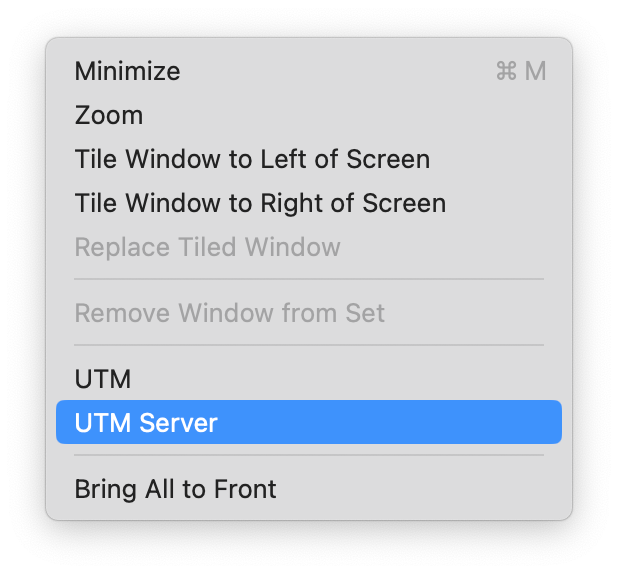 Minimize ⌘ M
Zoom
Tile Window to Left of Screen
Tile Window to Right of Screen
Replace Tiled Window
Remove Window from Set
UTM
UTM Server
Bring All to Front